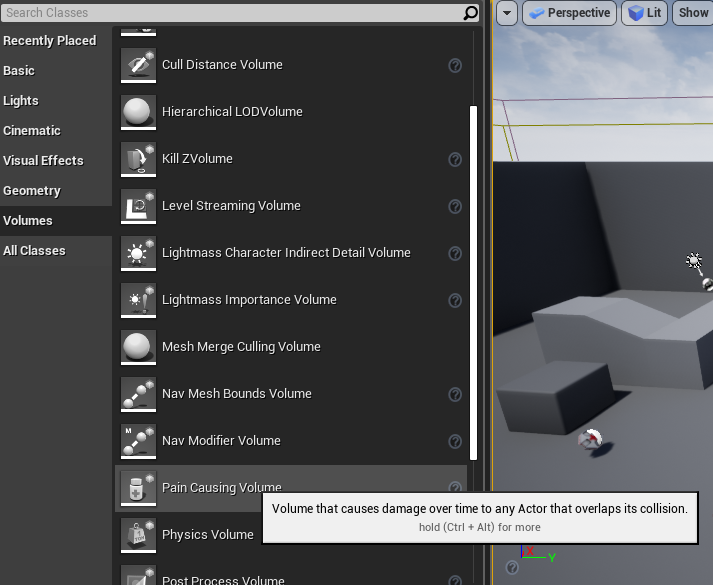 Search Classes
Perspective
Lit
Show
Recently Placed
Basic
Lights
Cinematic
Visual Effects
Geometry
Volumes
All Classes
Cull Distance Volume
Hierarchical LODVolume
Kill ZVolume
Level Streaming Volume
Lightmass Character Indirect Detail Volume
Lightmass Importance Volume
Mesh Merge Culling Volume
Nav Mesh Bounds Volume
M
Nav Modifier Volume
Pain Causing Volume
Volume that causes damage over time to any Actor that overlaps its collision.
hold (Ctrl + Alt) for more
Physics Volume
Post Process Volume
X
Y